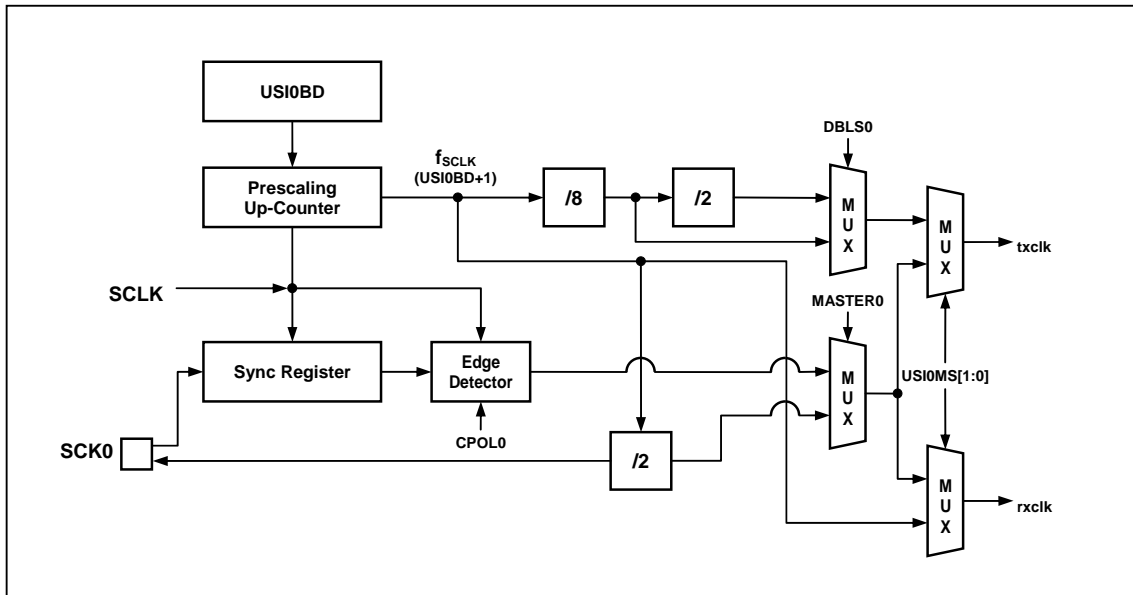 USI0BD
DBLS0
fSCLK
(USI0BD+1)
Prescaling
Up-Counter
/8
/2
M
U
X
M
U
X
txclk
SCLK
MASTER0
Sync Register
Edge
Detector
M
U
X
USI0MS[1:0]
SCK0
CPOL0
/2
M
U
X
rxclk